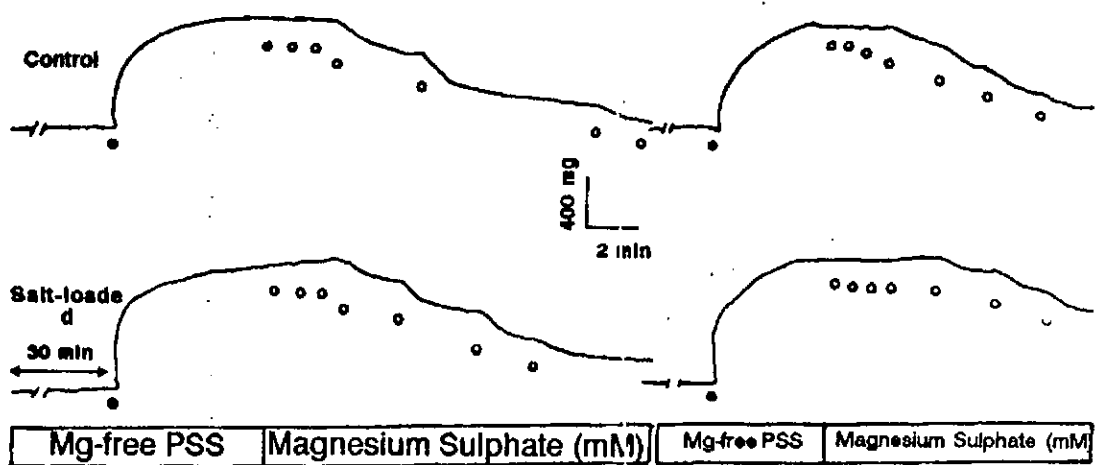 Control
400 mg
2 min
Salt-loade
d
30 min
Mg-free PSS
Magnesium Sulphate (mM)
Mg-free PSS
Magnesium Sulphate (mM